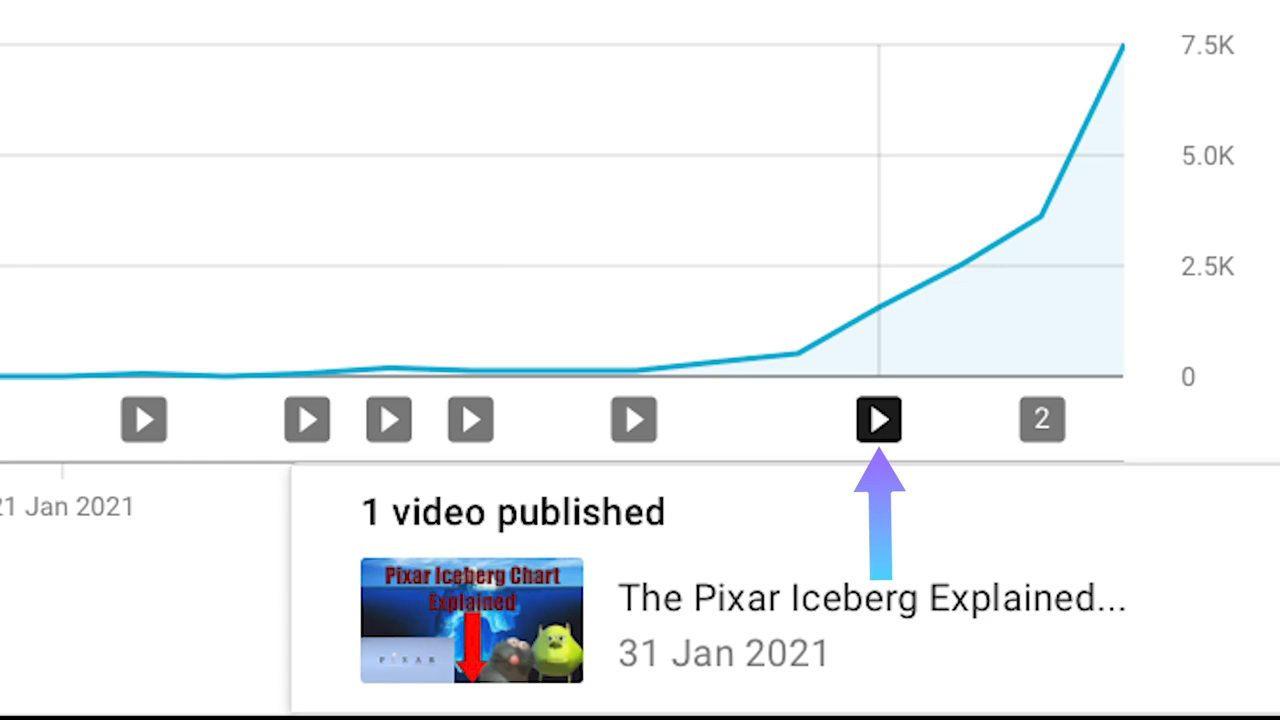 7.5K
5.0K
2.5K
0
2
21 Jan 2021
1 video published
Pixar Iceberg Chart
Explained
PIXAR
The Pixar Iceberg Explained...
31 Jan 2021